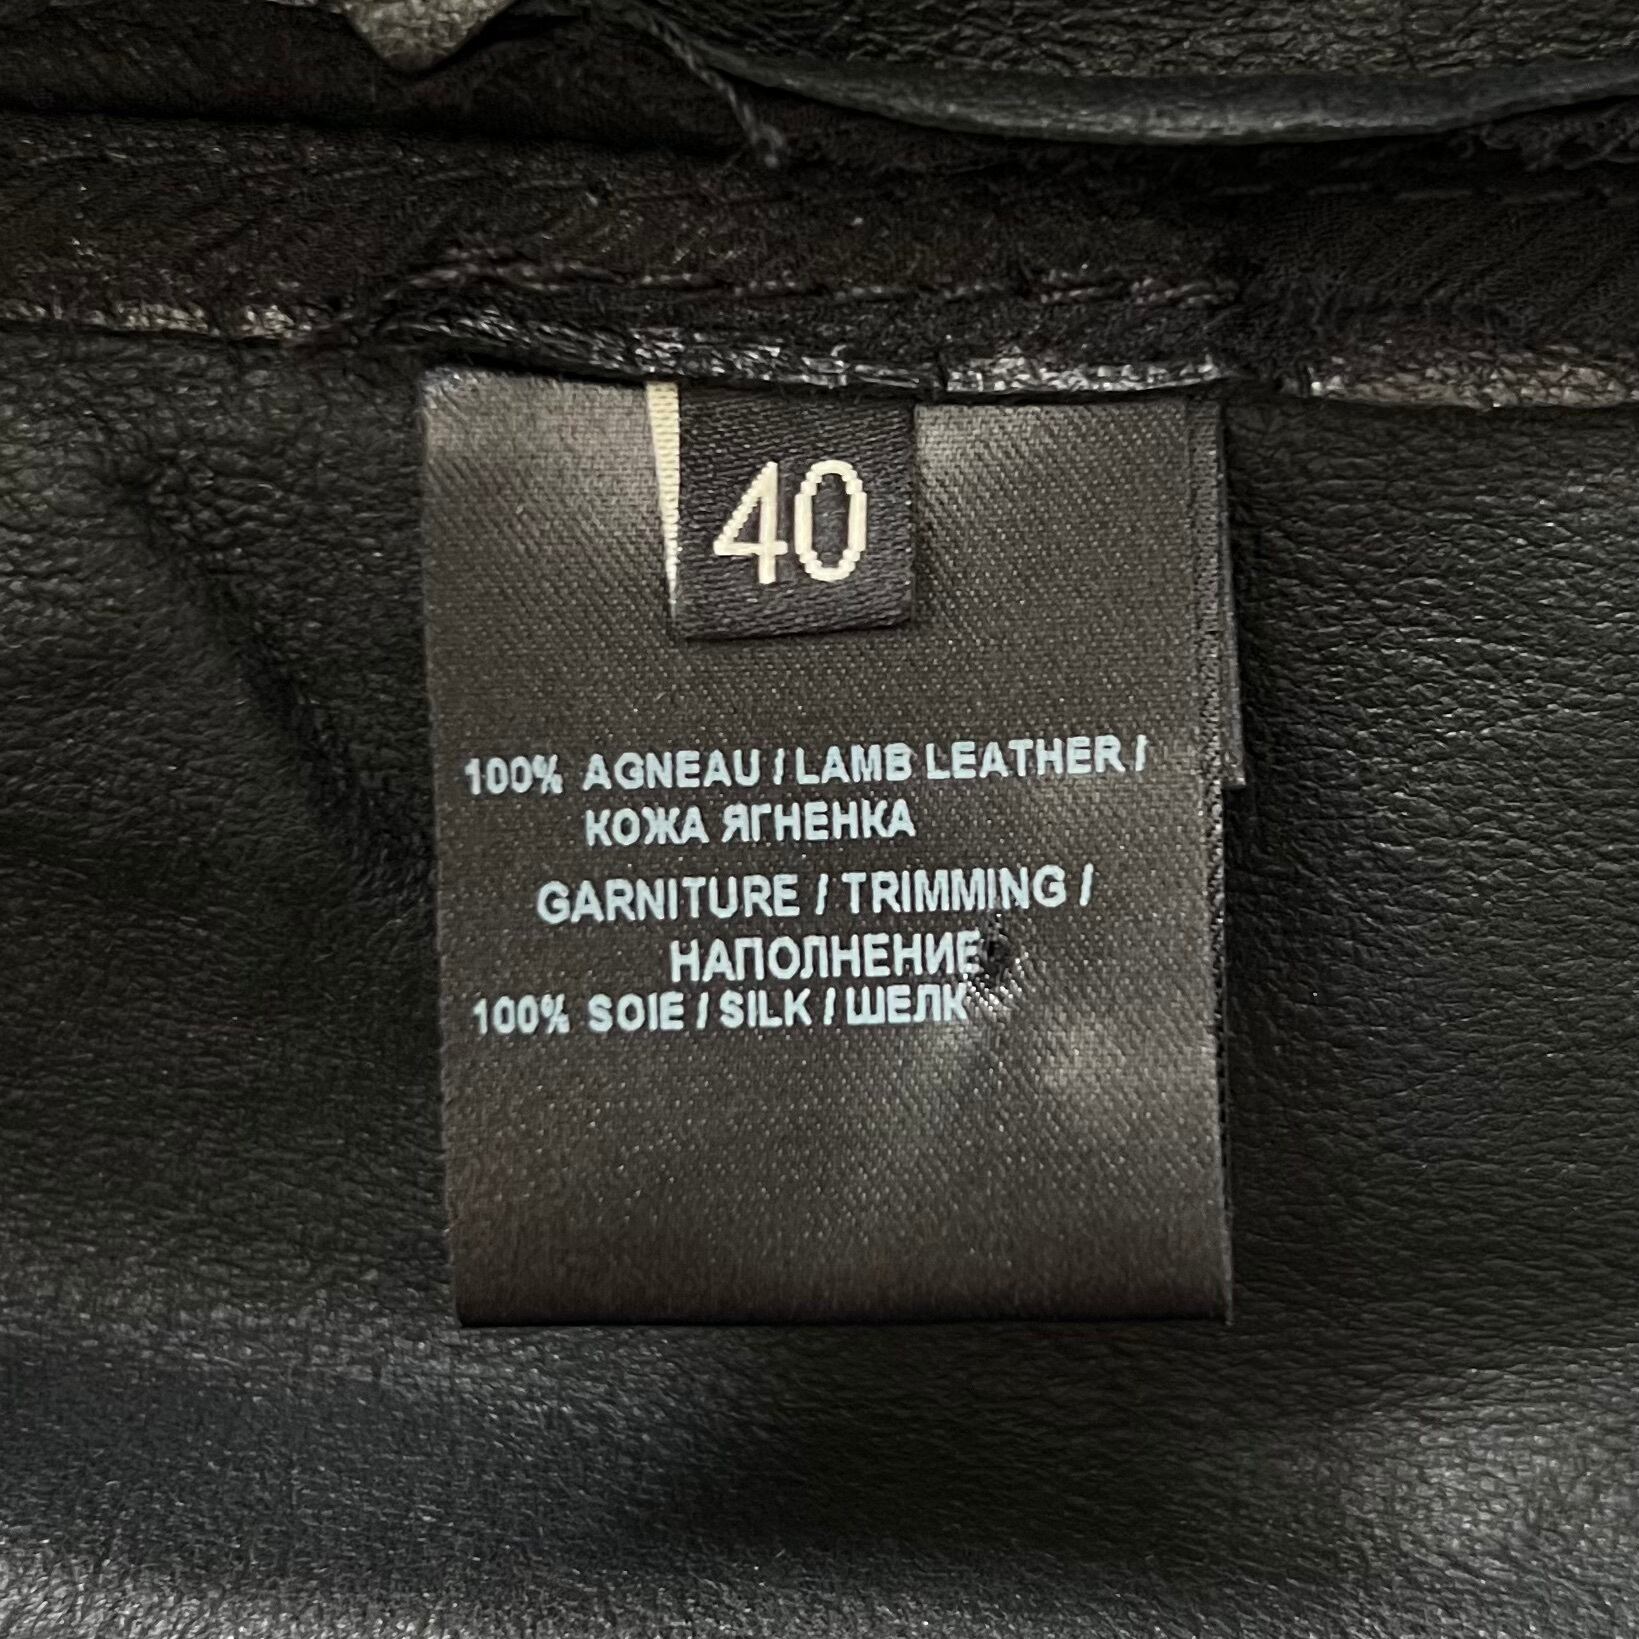 40
100% AGNEAU / LAMB LEATHER /
КОЖА ЯГНЕНКА
GARNITURE / TRIMMING /
НАПОЛНЕНИЕ
100% SOIE / SILK / ШЕЛК